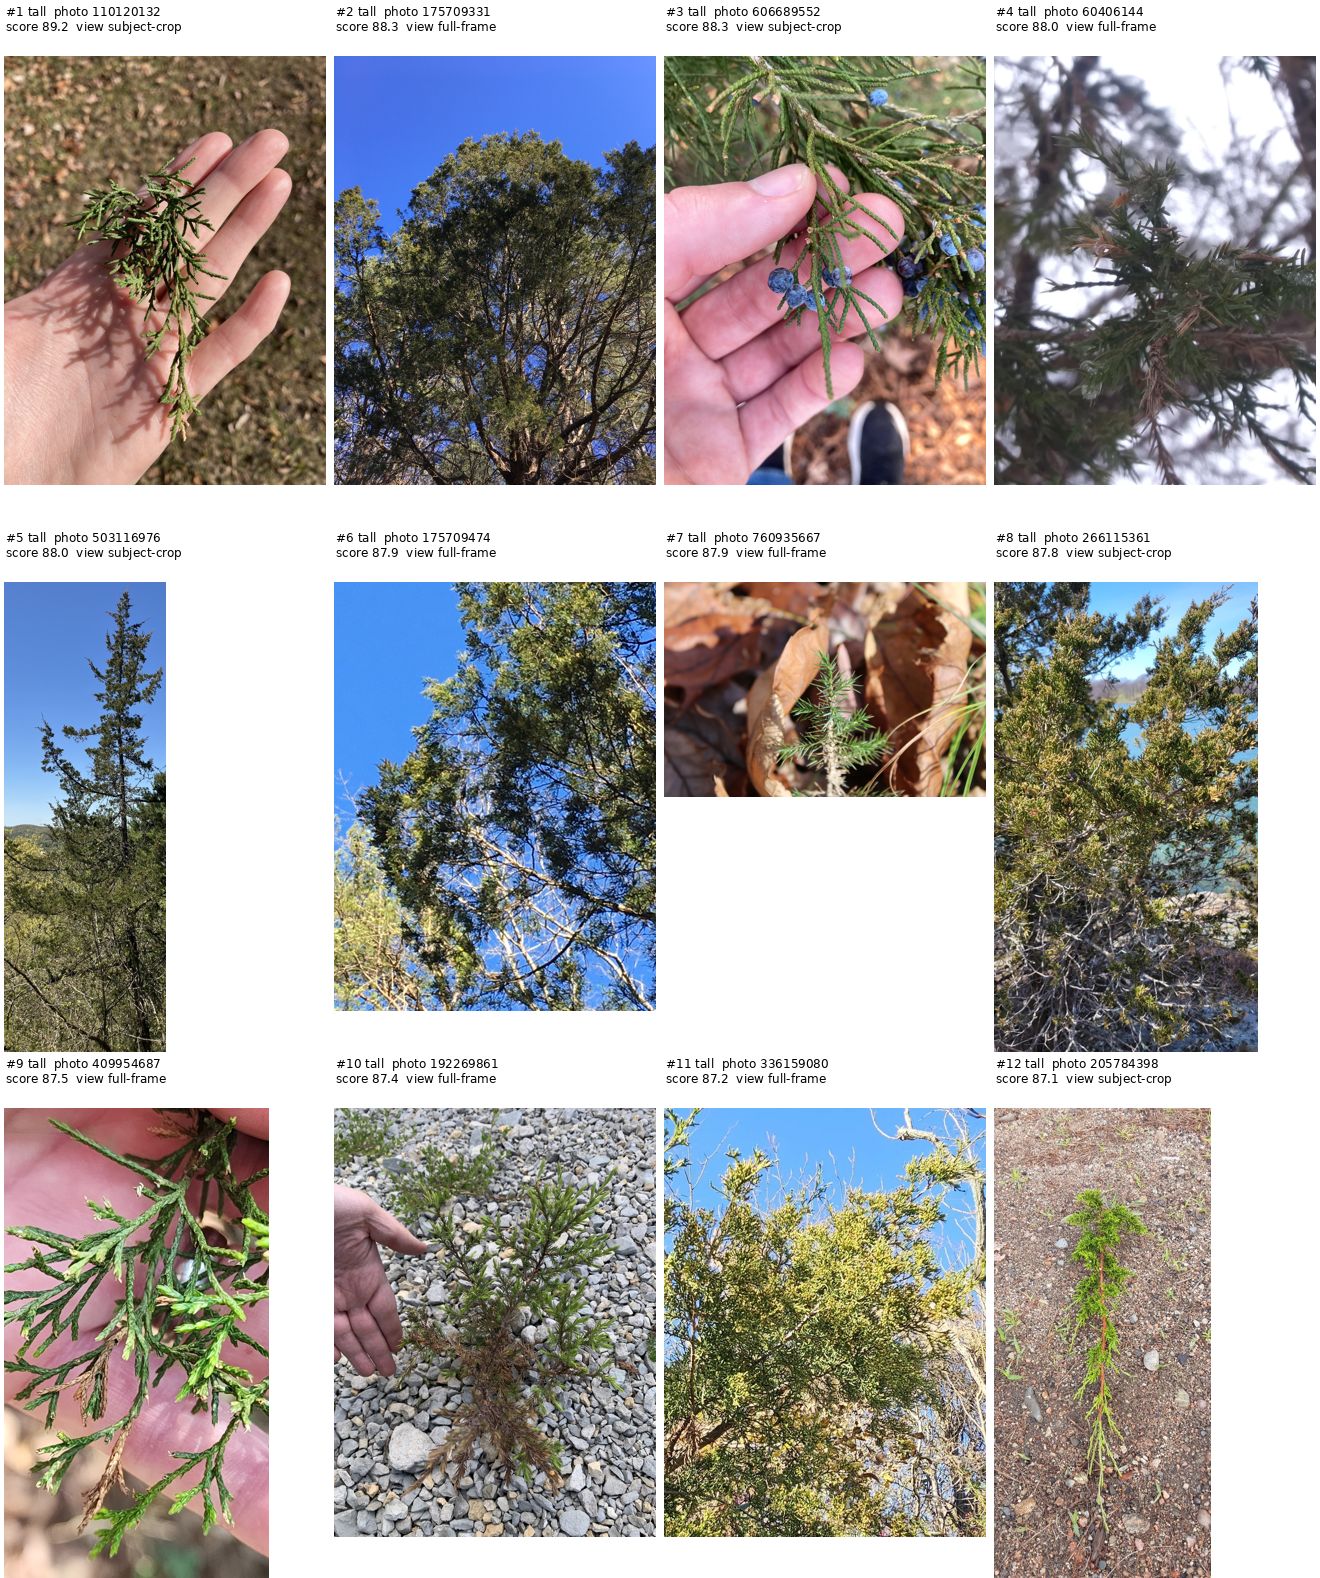 #1 tall  photo 110120132
score 89.2  view subject-crop
#2 tall  photo 175709331
score 88.3  view full-frame
#3 tall  photo 606689552
score 88.3  view subject-crop
#4 tall  photo 60406144
score 88.0  view full-frame
#5 tall  photo 503116976
score 88.0  view subject-crop
#6 tall  photo 175709474
score 87.9  view full-frame
#7 tall  photo 760935667
score 87.9  view full-frame
#8 tall  photo 266115361
score 87.8  view subject-crop
#9 tall  photo 409954687
score 87.5  view full-frame
#10 tall  photo 192269861
score 87.4  view full-frame
#11 tall  photo 336159080
score 87.2  view full-frame
#12 tall  photo 205784398
score 87.1  view subject-crop